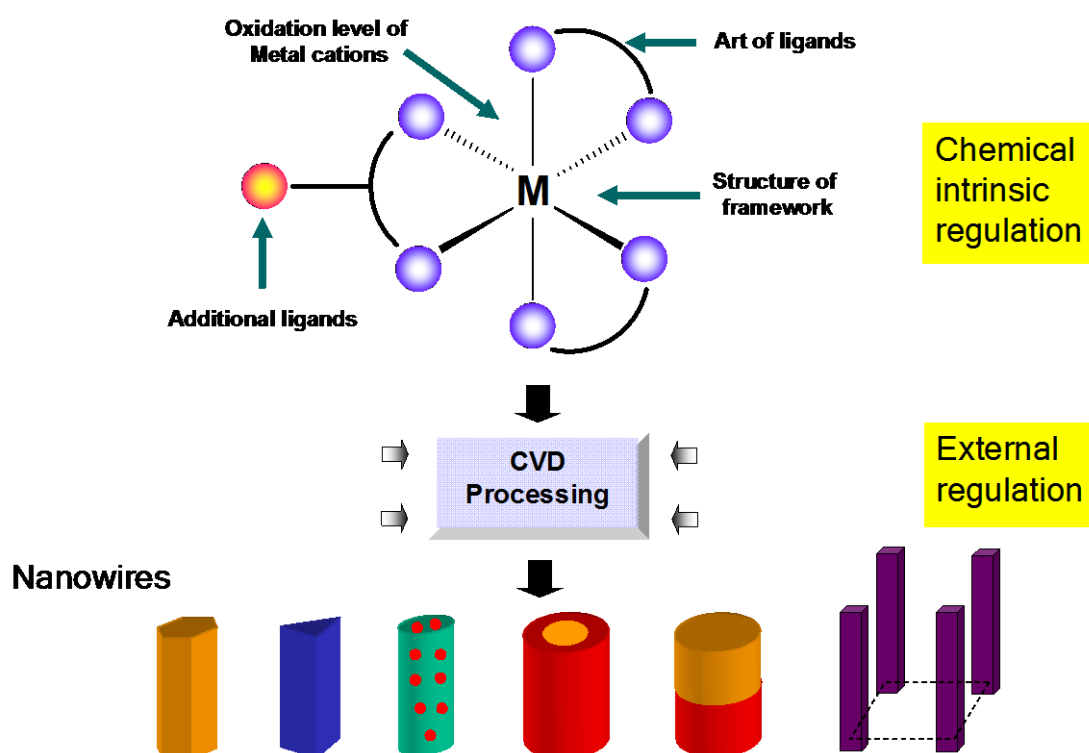 Oxidation level of
Metal cations
Art of ligands
M
Structure of
framework
Additional ligands
Chemical
intrinsic
regulation
CVD
Processing
External
regulation
Nanowires